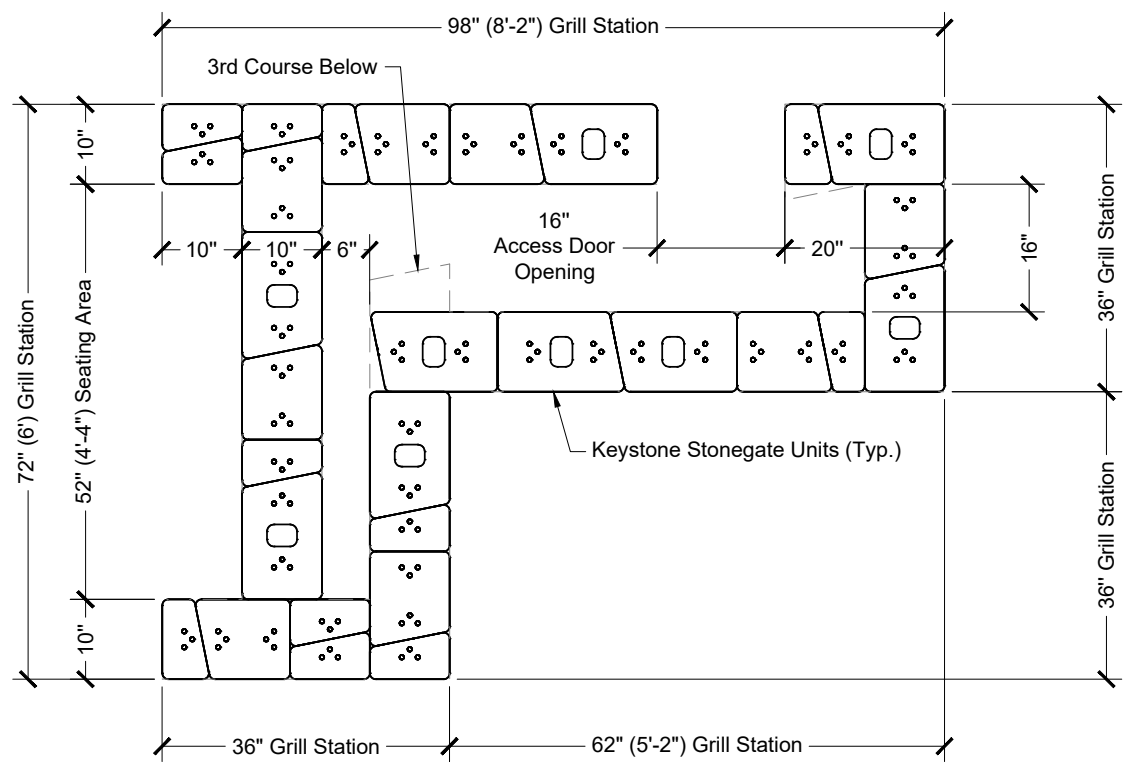 98" (8'-2") Grill Station
3rd Course Below
10"
10"
10"
6"
16"
Access Door
Opening
20"
16"
36" Grill Station
72" (6') Grill Station
52" (4'-4") Seating Area
Keystone Stonegate Units (Typ.)
36" Grill Station
10"
36" Grill Station
62" (5'-2") Grill Station